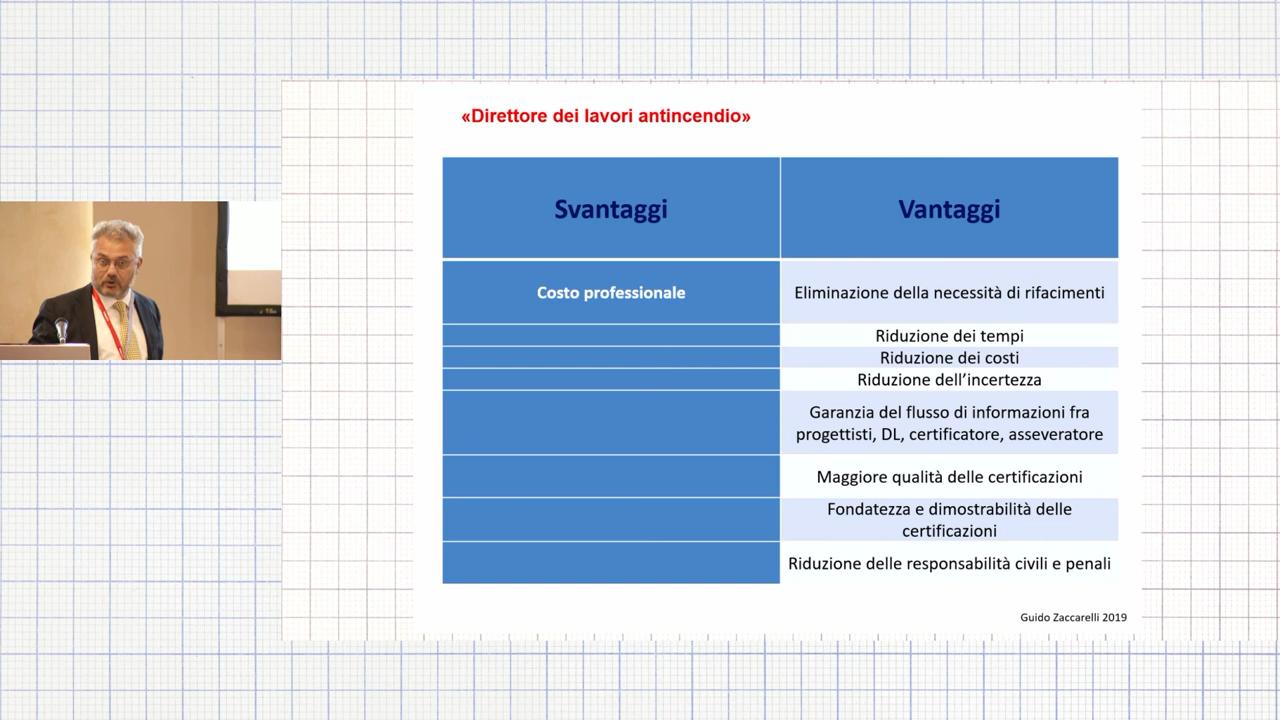 «Direttore dei lavori antincendio»
Svantaggi
Vantaggi
Costo professionale
Eliminazione della necessità di rifacimenti
Riduzione dei tempi
Riduzione dei costi
Riduzione dell’incertezza
Garanzia del flusso di informazioni fra
progettisti, DL, certificatore, asseveratore
Maggiore qualità delle certificazioni
Fondatezza e dimostrabilità delle
certificazioni
Riduzione delle responsabilità civili e penali
Guido Zaccarelli 2019